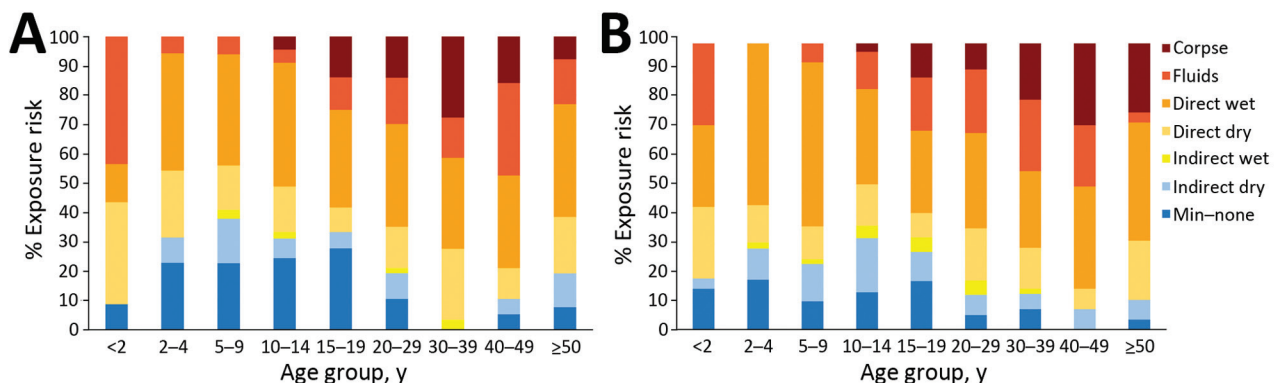 A
% Exposure risk
100
90
80
70
60
50
40
30
20
10
0
<2 2–4 5–9 10–14 15–19 20–29 30–39 40–49 ≥50
Age group, y
B
% Exposure risk
100
90
80
70
60
50
40
30
20
10
0
<2 2–4 5–9 10–14 15–19 20–29 30–39 40–49 ≥50
Age group, y
Corpse
Fluids
Direct wet
Direct dry
Indirect wet
Indirect dry
Min–none